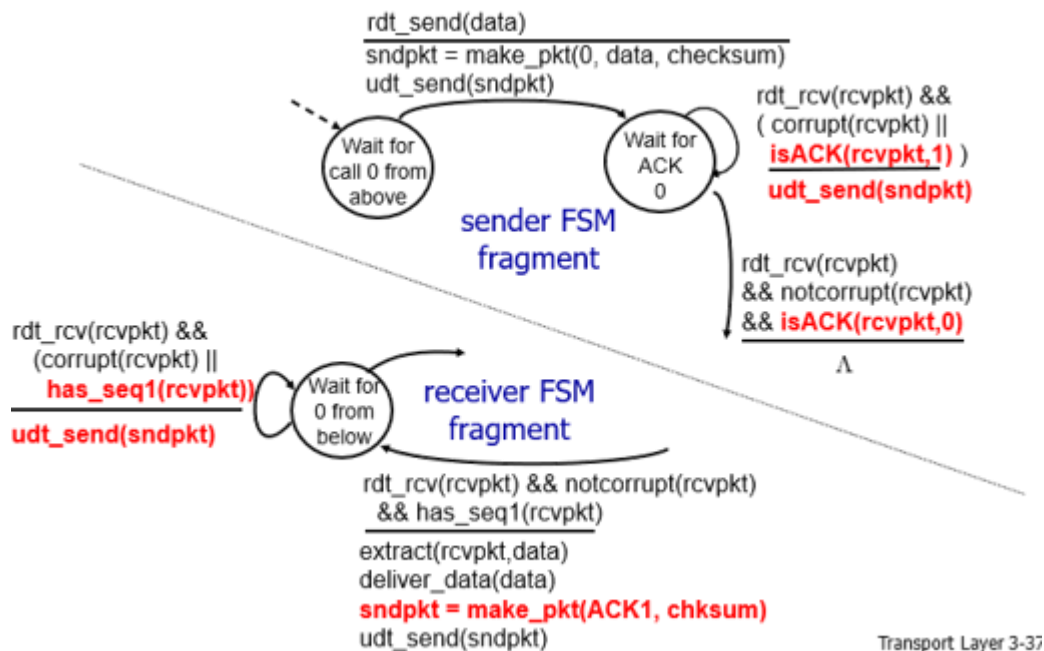 rdt_send(data)
sndpkt = make_pkt(0, data, checksum)
udt_send(sndpkt)
Wait for
call 0 from
above
Wait for
ACK
0
rdt_rcv(rcvpkt) &&
( corrupt(rcvpkt) ||
isACK(rcvpkt,1) )
udt_send(sndpkt)
sender FSM
fragment
rdt_rcv(rcvpkt)
&& notcorrupt(rcvpkt)
&& isACK(rcvpkt,0)
Λ
rdt_rcv(rcvpkt) &&
(corrupt(rcvpkt) ||
has_seq1(rcvpkt))
udt_send(sndpkt)
Wait for
0 from
below
receiver FSM
fragment
rdt_rcv(rcvpkt) && notcorrupt(rcvpkt)
&& has_seq1(rcvpkt)
extract(rcvpkt,data)
deliver_data(data)
sndpkt = make_pkt(ACK1, chksum)
udt_send(sndpkt)
Transport Layer 3-37